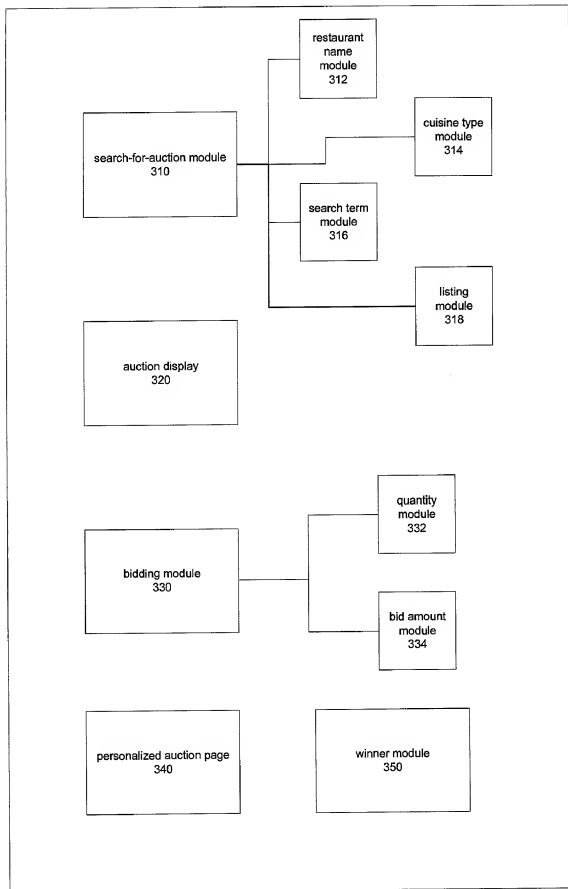 restaurant
name
module
312
cuisine type
module
314
search-for-auction module
310
search term
module
316
listing
module
318
auction display
320
quantity
module
332
bidding module
330
bid amount
module
334
personalized auction page
340
winner module
350